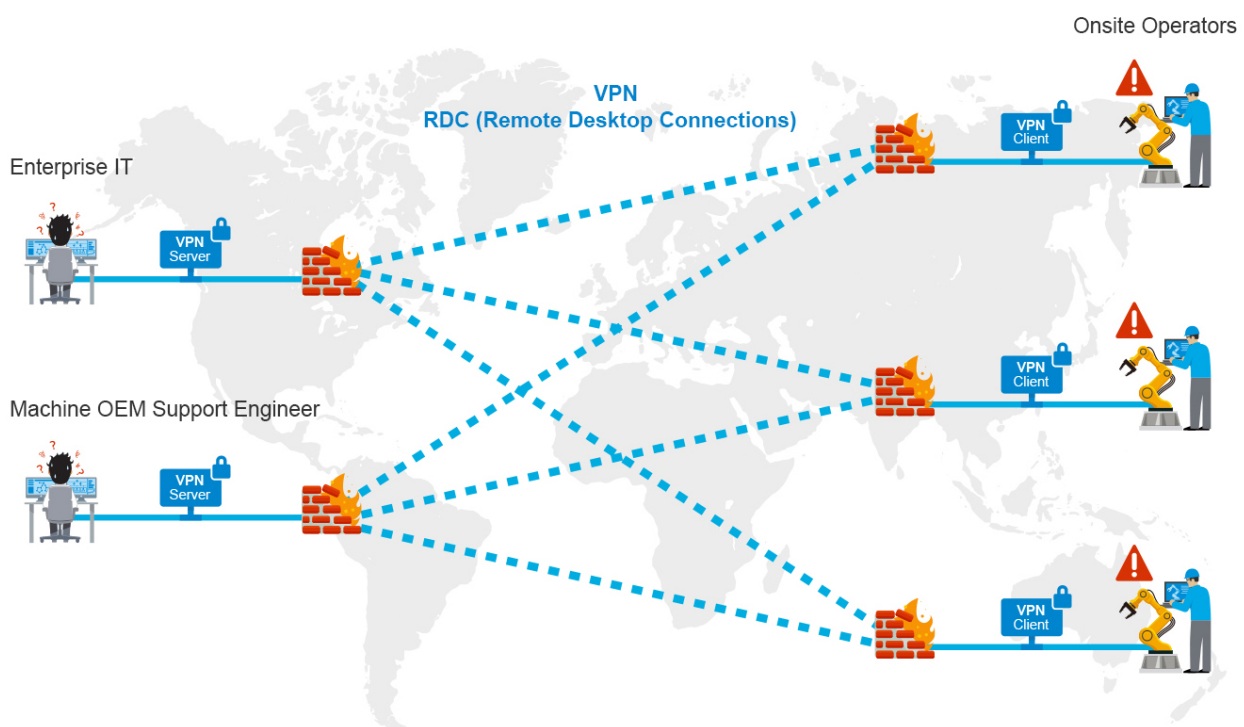 Onsite Operators
VPN
RDC (Remote Desktop Connections)
VPN
Client
Enterprise IT
VPN
Server
VPN
Client
Machine OEM Support Engineer
VPN
Server
VPN
Client